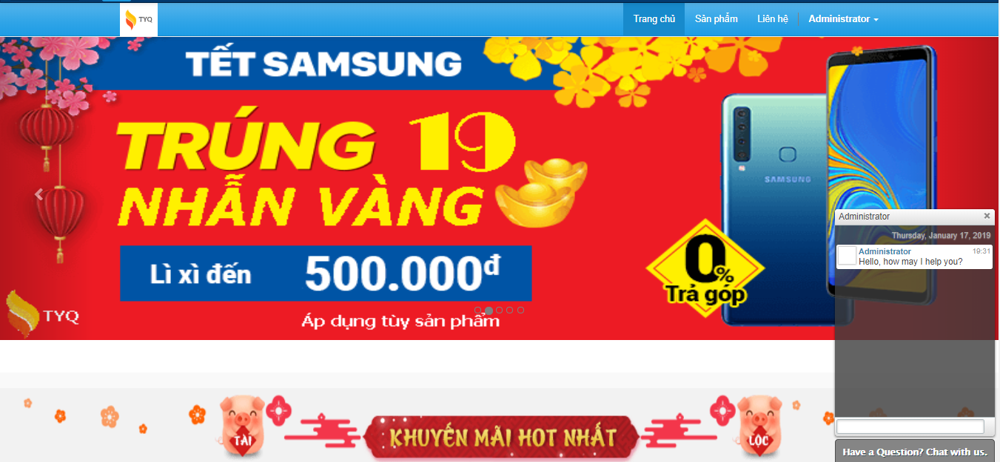 TYQ
Trang chủ
Sản phẩm
Liên hệ
Administrator
TẾT SAMSUNG
TRÚNG 19
NHẪN VÀNG
Lì xì đến 500.000đ
Áp dụng tùy sản phẩm
TYQ
SAMSUNG
0%
Trả góp
Administrator
Thursday, January 17, 2019
Administrator 19:31
Hello, how may I help you?
Have a Question? Chat with us.
TÀI
KHUYẾN MÃI HOT NHẤT
LỘC